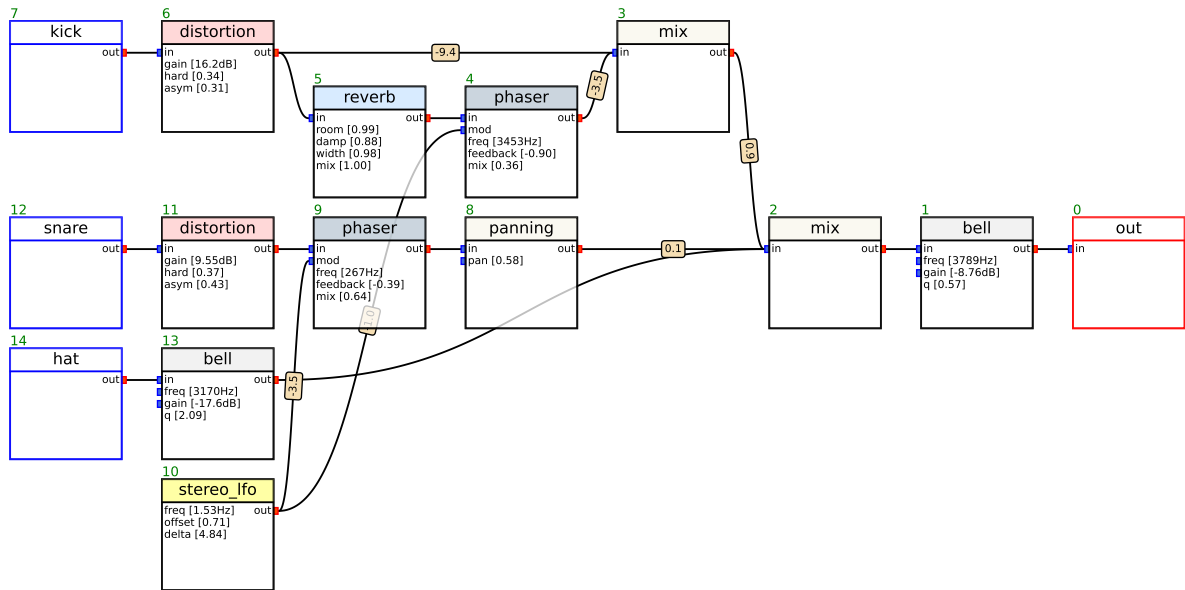 7
kick
out
6
distortion
in out
gain [16.2dB]
hard [0.34]
asym [0.31]
-9.4
3
mix
in out
5
reverb
in out
room [0.99]
damp [0.88]
width [0.98]
mix [1.00]
4
phaser
in out
mod
freq [3453Hz]
feedback [-0.90]
mix [0.36]
-3.5
0.9
12
snare
out
11
distortion
in out
gain [9.55dB]
hard [0.37]
asym [0.43]
9
phaser
in out
mod
freq [267Hz]
feedback [-0.39]
mix [0.64]
8
panning
in out
pan [0.58]
0.1
2
mix
in out
1
bell
in out
freq [3789Hz]
gain [-8.76dB]
q [0.57]
0
out
in
14
hat
out
13
bell
in out
freq [3170Hz]
gain [-17.6dB]
q [2.09]
-3.5
10
stereo_lfo
freq [1.53Hz] out
offset [0.71]
delta [4.84]